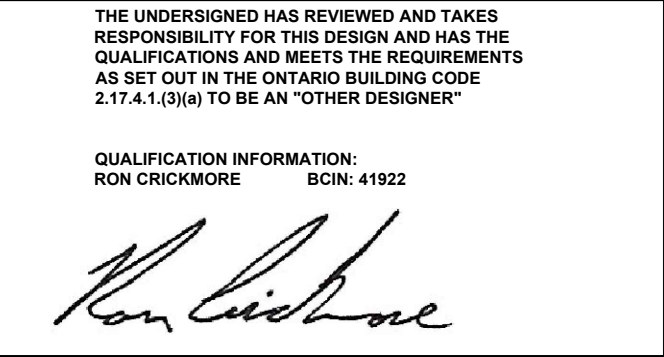 THE UNDERSIGNED HAS REVIEWED AND TAKES
RESPONSIBILITY FOR THIS DESIGN AND HAS THE
QUALIFICATIONS AND MEETS THE REQUIREMENTS
AS SET OUT IN THE ONTARIO BUILDING CODE
2.17.4.1.(3)(a) TO BE AN "OTHER DESIGNER"
QUALIFICATION INFORMATION:
RON CRICKMORE BCIN: 41922
Ron Crickmore